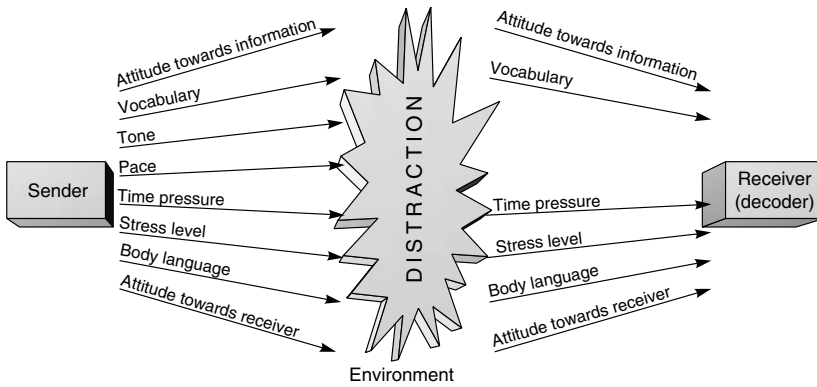 Attitude towards information
Vocabulary
Tone
Pace
Time pressure
Stress level
Body language
Attitude towards receiver
Sender
DISTRACTION
Environment
Attitude towards information
Vocabulary
Time pressure
Stress level
Body language
Attitude towards receiver
Receiver
(decoder)